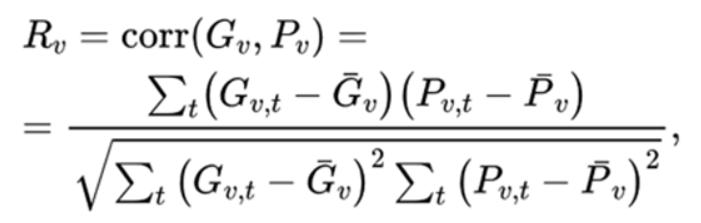 R_v = corr(G_v, P_v) =
= \frac{\sum_t (G_{v,t} - \bar{G}_v)(P_{v,t} - \bar{P}_v)}{\sqrt{\sum_t (G_{v,t} - \bar{G}_v)^2 \sum_t (P_{v,t} - \bar{P}_v)^2}},